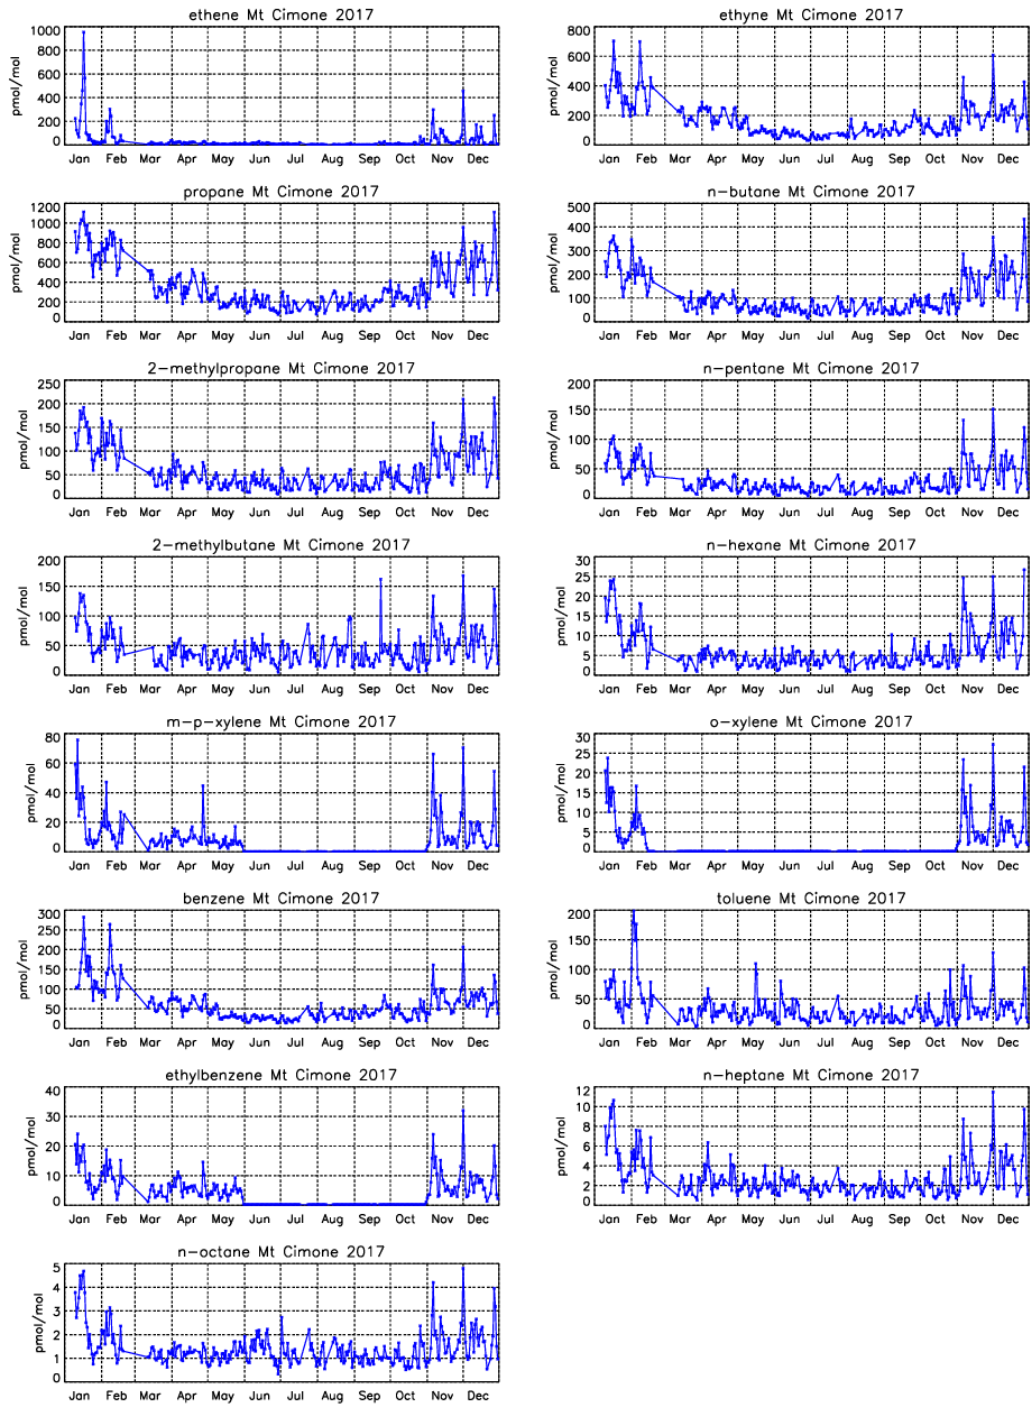 ethene Mt Cimone 2017
pmol/mol
1000
800
600
400
200
0
Jan Feb Mar Apr May Jun Jul Aug Sep Oct Nov Dec
ethyne Mt Cimone 2017
pmol/mol
800
600
400
200
0
Jan Feb Mar Apr May Jun Jul Aug Sep Oct Nov Dec
propane Mt Cimone 2017
pmol/mol
1200
1000
800
600
400
200
0
Jan Feb Mar Apr May Jun Jul Aug Sep Oct Nov Dec
n-butane Mt Cimone 2017
pmol/mol
500
400
300
200
100
0
Jan Feb Mar Apr May Jun Jul Aug Sep Oct Nov Dec
2-methylpropane Mt Cimone 2017
pmol/mol
250
200
150
100
50
0
Jan Feb Mar Apr May Jun Jul Aug Sep Oct Nov Dec
n-pentane Mt Cimone 2017
pmol/mol
200
150
100
50
0
Jan Feb Mar Apr May Jun Jul Aug Sep Oct Nov Dec
2-methylbutane Mt Cimone 2017
pmol/mol
200
150
100
50
0
Jan Feb Mar Apr May Jun Jul Aug Sep Oct Nov Dec
n-hexane Mt Cimone 2017
pmol/mol
30
25
20
15
10
5
0
Jan Feb Mar Apr May Jun Jul Aug Sep Oct Nov Dec
m-p-xylene Mt Cimone 2017
pmol/mol
80
60
40
20
0
Jan Feb Mar Apr May Jun Jul Aug Sep Oct Nov Dec
o-xylene Mt Cimone 2017
pmol/mol
30
25
20
15
10
5
0
Jan Feb Mar Apr May Jun Jul Aug Sep Oct Nov Dec
benzene Mt Cimone 2017
pmol/mol
300
250
200
150
100
50
0
Jan Feb Mar Apr May Jun Jul Aug Sep Oct Nov Dec
toluene Mt Cimone 2017
pmol/mol
200
150
100
50
0
Jan Feb Mar Apr May Jun Jul Aug Sep Oct Nov Dec
ethylbenzene Mt Cimone 2017
pmol/mol
40
30
20
10
0
Jan Feb Mar Apr May Jun Jul Aug Sep Oct Nov Dec
n-heptane Mt Cimone 2017
pmol/mol
12
10
8
6
4
2
0
Jan Feb Mar Apr May Jun Jul Aug Sep Oct Nov Dec
n-octane Mt Cimone 2017
pmol/mol
5
4
3
2
1
0
Jan Feb Mar Apr May Jun Jul Aug Sep Oct Nov Dec